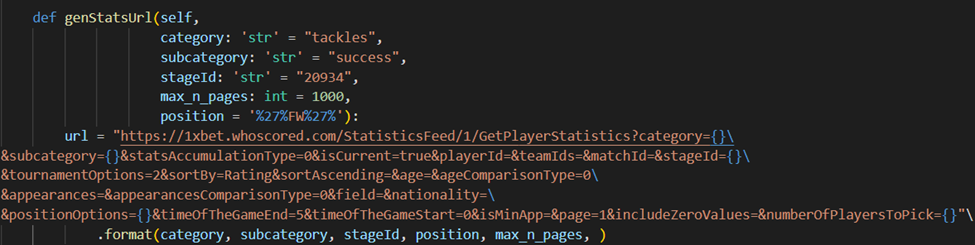 def genStatsUrl(self,
category: 'str' = "tackles",
subcategory: 'str' = "success",
stageId: 'str' = "20934",
max_n_pages: int = 1000,
position = '%27%FW%27%'):
url = "https://1xbet.whoscored.com/StatisticsFeed/1/GetPlayerStatistics?category={}\
&subcategory={}&statsAccumulationType=0&isCurrent=true&playerId=&teamIds=&matchId=&stageId={}\
&tournamentOptions=2&sortBy=Rating&sortAscending=&age=&ageComparisonType=0\
&appearances=&appearancesComparisonType=0&field=&nationality=\
&positionOptions={}&timeOfTheGameEnd=5&timeOfTheGameStart=0&isMinApp=&page=1&includeZeroValues=&numberOfPlayersToPick={}"\
.format(category, subcategory, stageId, position, max_n_pages, )